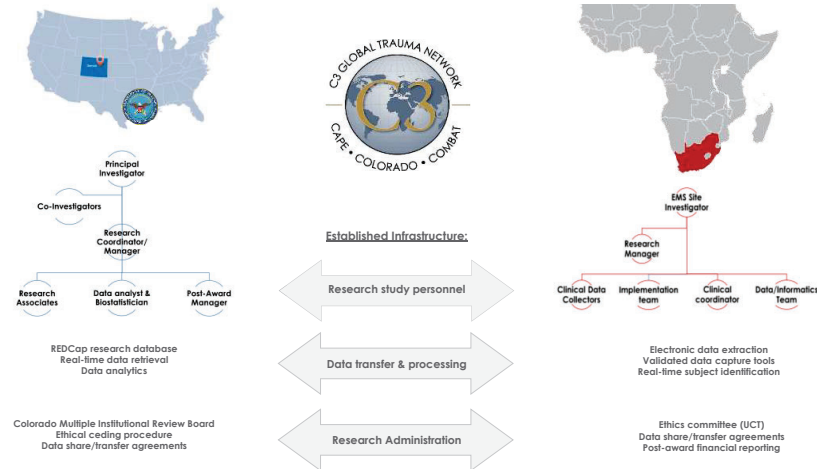 C3 GLOBAL TRAUMA NETWORK
C3
CAPE • COLORADO • COMBAT
Principal
Investigator
Co-Investigators
Research
Coordinator/
Manager
Research
Associates
Data analyst &
Biostatistician
Post-Award
Manager
REDCap research database
Real-time data retrieval
Data analytics
Colorado Multiple Institutional Review Board
Ethical ceding procedure
Data share/transfer agreements
Established Infrastructure:
Research study personnel
Data transfer & processing
Research Administration
EMS Site
Investigator
Research
Manager
Clinical Data
Collectors
Implementation
team
Clinical
coordinator
Data/Informatics
Team
Electronic data extraction
Validated data capture tools
Real-time subject identification
Ethics committee (UCT)
Data share/transfer agreements
Post-award financial reporting